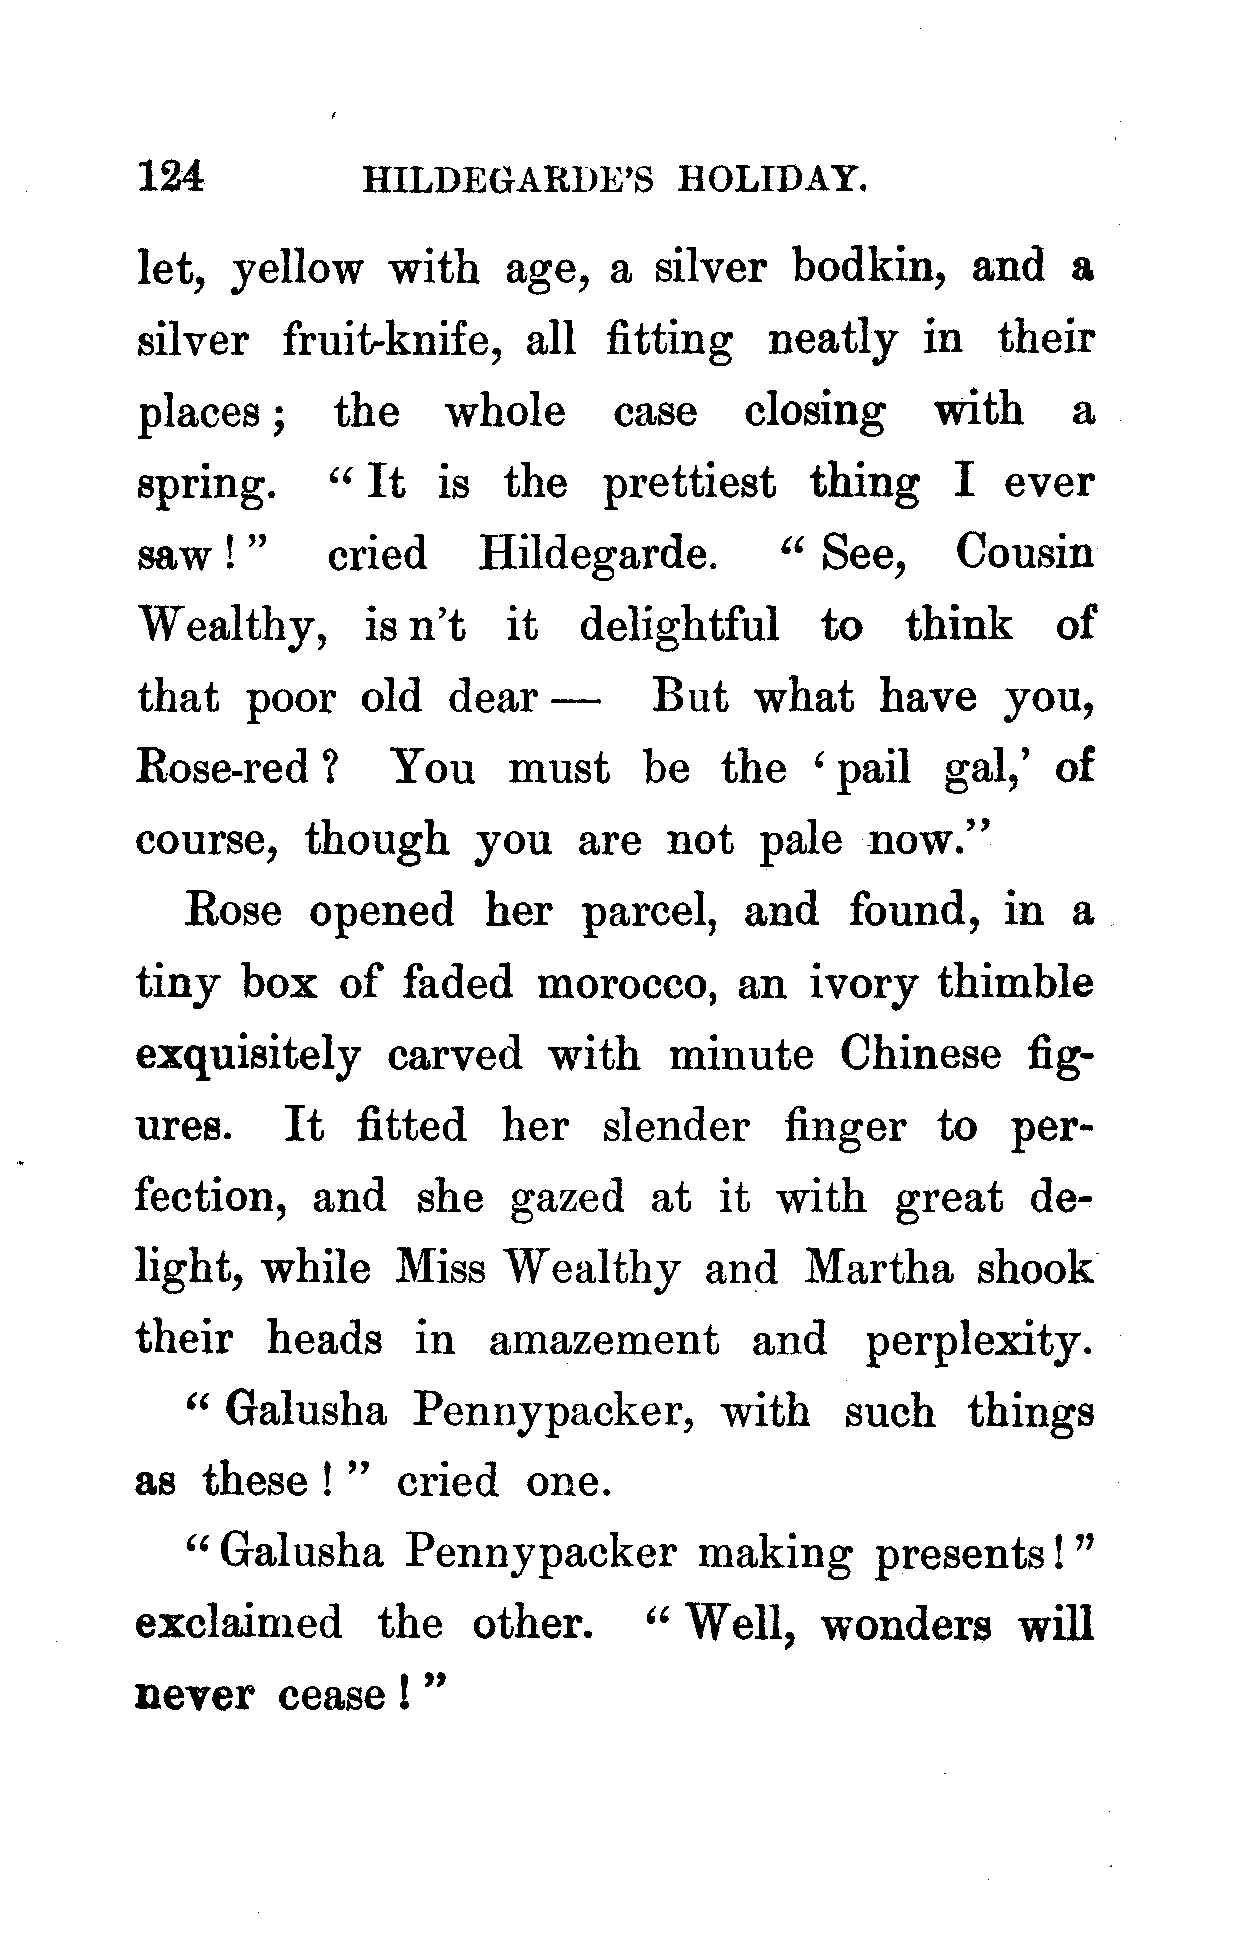 124 HILDEGARDE'S HOLIDAY.
let, yellow with age, a silver bodkin, and a
silver fruit-knife, all fitting neatly in their
places; the whole case closing with a
spring. “It is the prettiest thing I ever
saw!” cried Hildegarde. “See, Cousin
Wealthy, is n't it delightful to think of
that poor old dear — But what have you,
Rose-red? You must be the ‘pail gal,’ of
course, though you are not pale now.”
Rose opened her parcel, and found, in a
tiny box of faded morocco, an ivory thimble
exquisitely carved with minute Chinese fig-
ures. It fitted her slender finger to per-
fection, and she gazed at it with great de-
light, while Miss Wealthy and Martha shook
their heads in amazement and perplexity.
“Galusha Pennypacker, with such things
as these!” cried one.
“Galusha Pennypacker making presents!”
exclaimed the other. “Well, wonders will
never cease!”